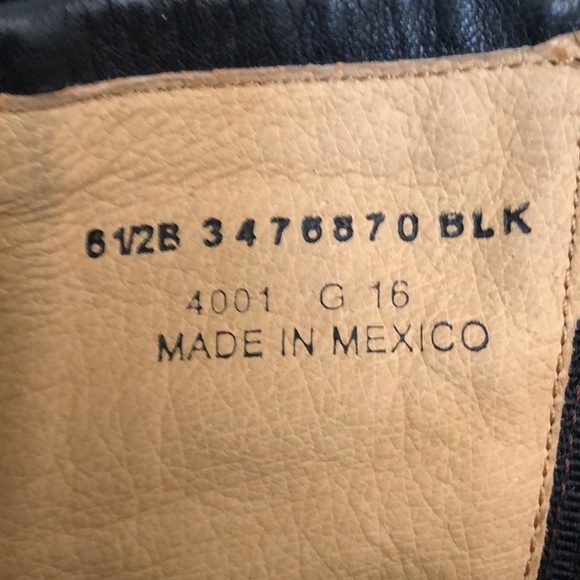 6 1/2B 3476870 BLK
4001 G 16
MADE IN MEXICO